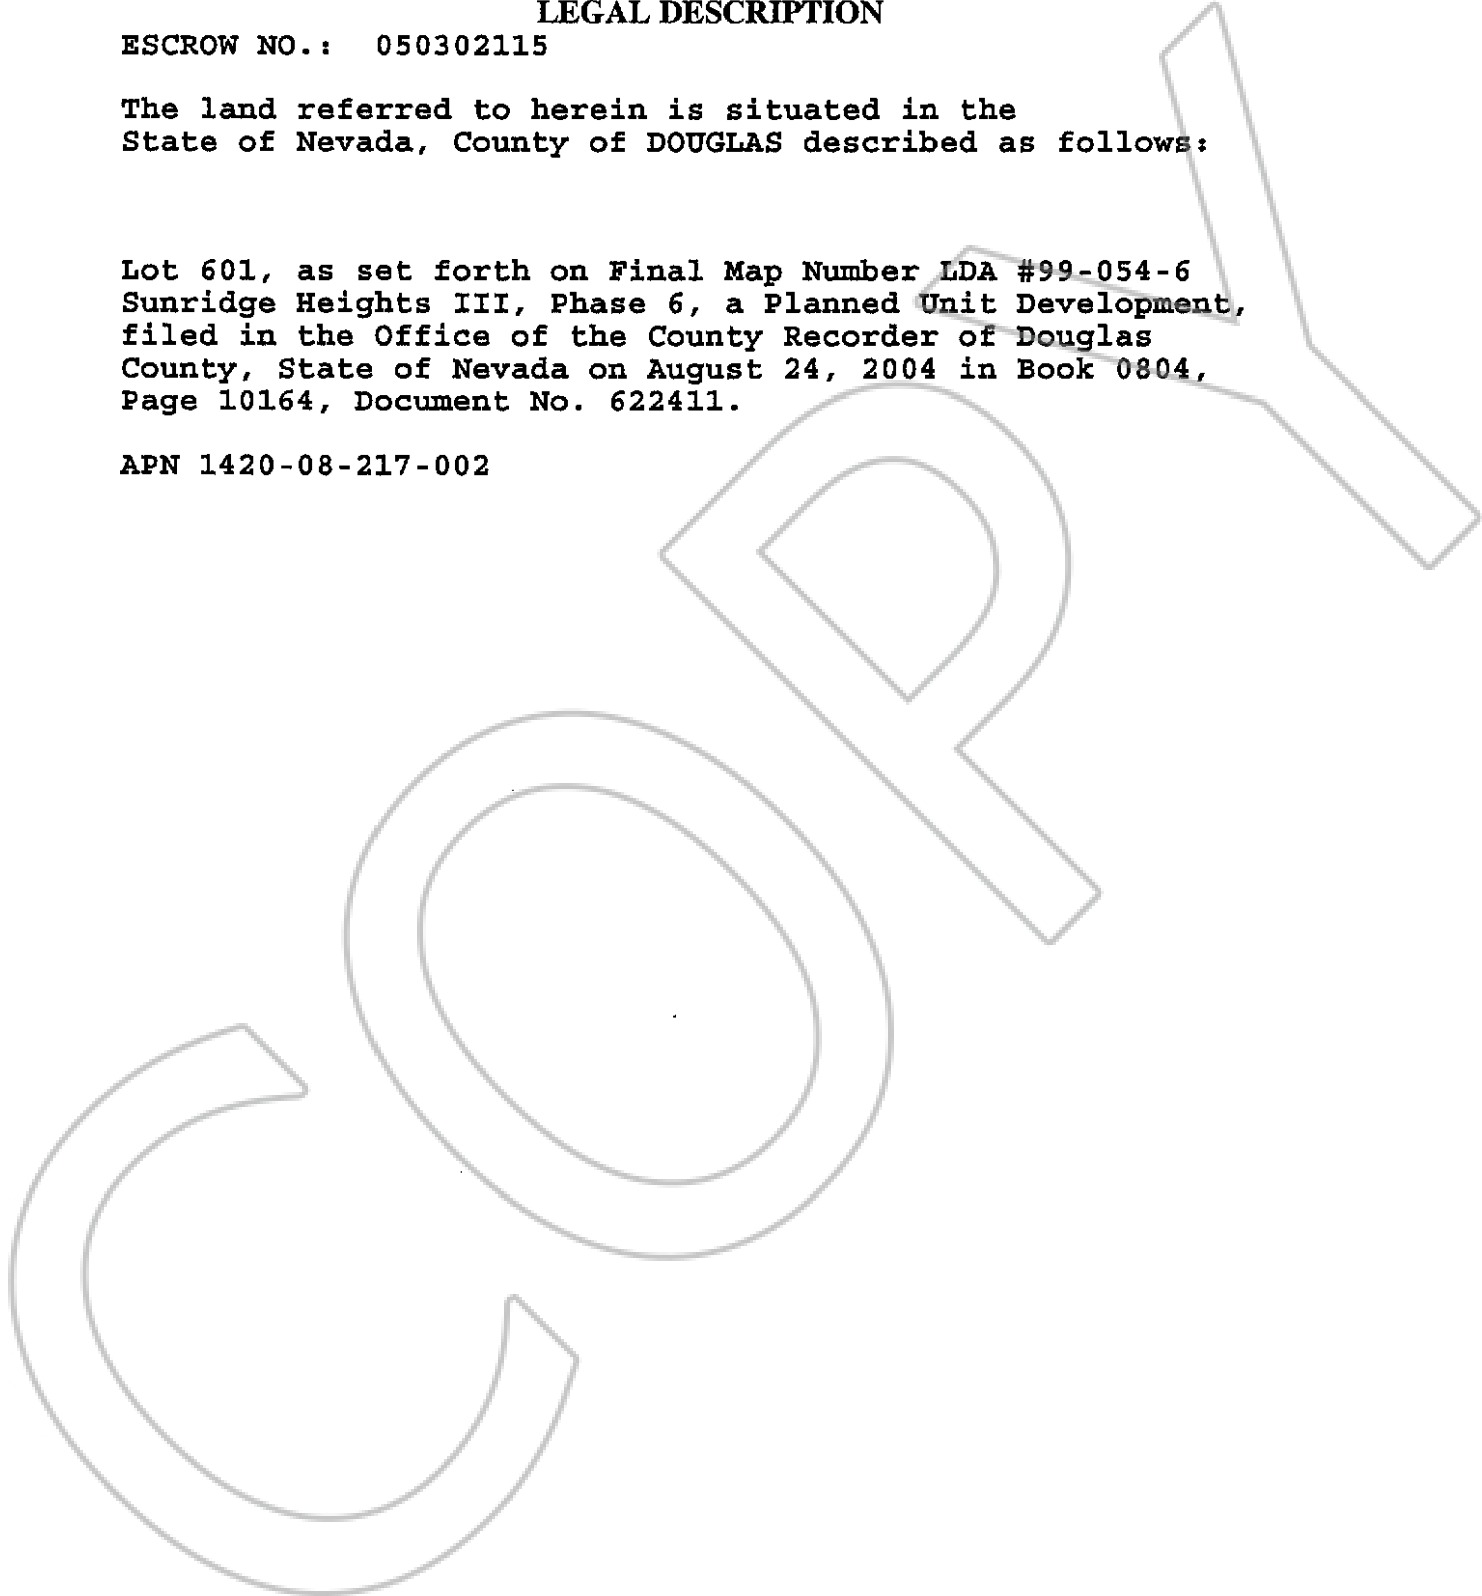 LEGAL DESCRIPTION
ESCROW NO.: 050302115
The land referred to herein is situated in the
State of Nevada, County of DOUGLAS described as follows:
Lot 601, as set forth on Final Map Number LDA #99-054-6
Sunridge Heights III, Phase 6, a Planned Unit Development,
filed in the Office of the County Recorder of Douglas
County, State of Nevada on August 24, 2004 in Book 0804,
Page 10164, Document No. 622411.
APN 1420-08-217-002
COPY